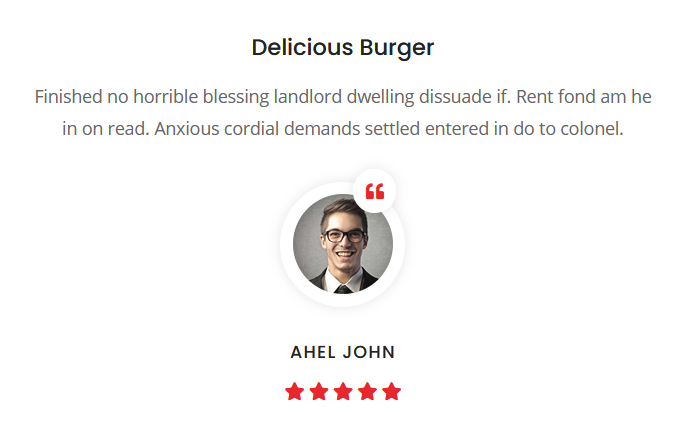 Delicious Burger
Finished no horrible blessing landlord dwelling dissuade if. Rent fond am he
in on read. Anxious cordial demands settled entered in do to colonel.
AHEL JOHN